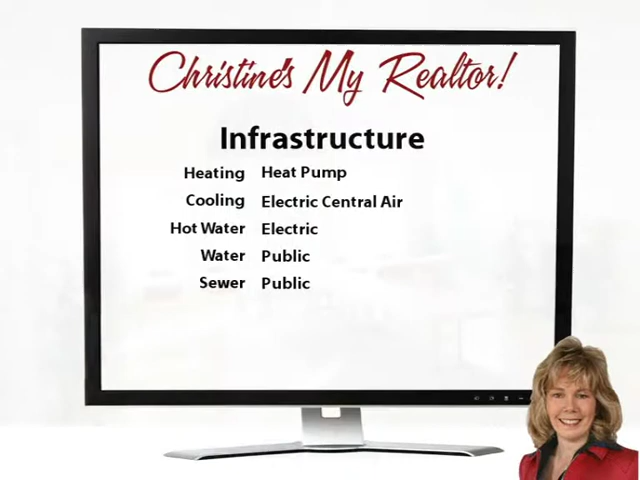 Christine's My Realtor!
Infrastructure
Heating Heat Pump
Cooling Electric Central Air
Hot Water Electric
Water Public
Sewer Public